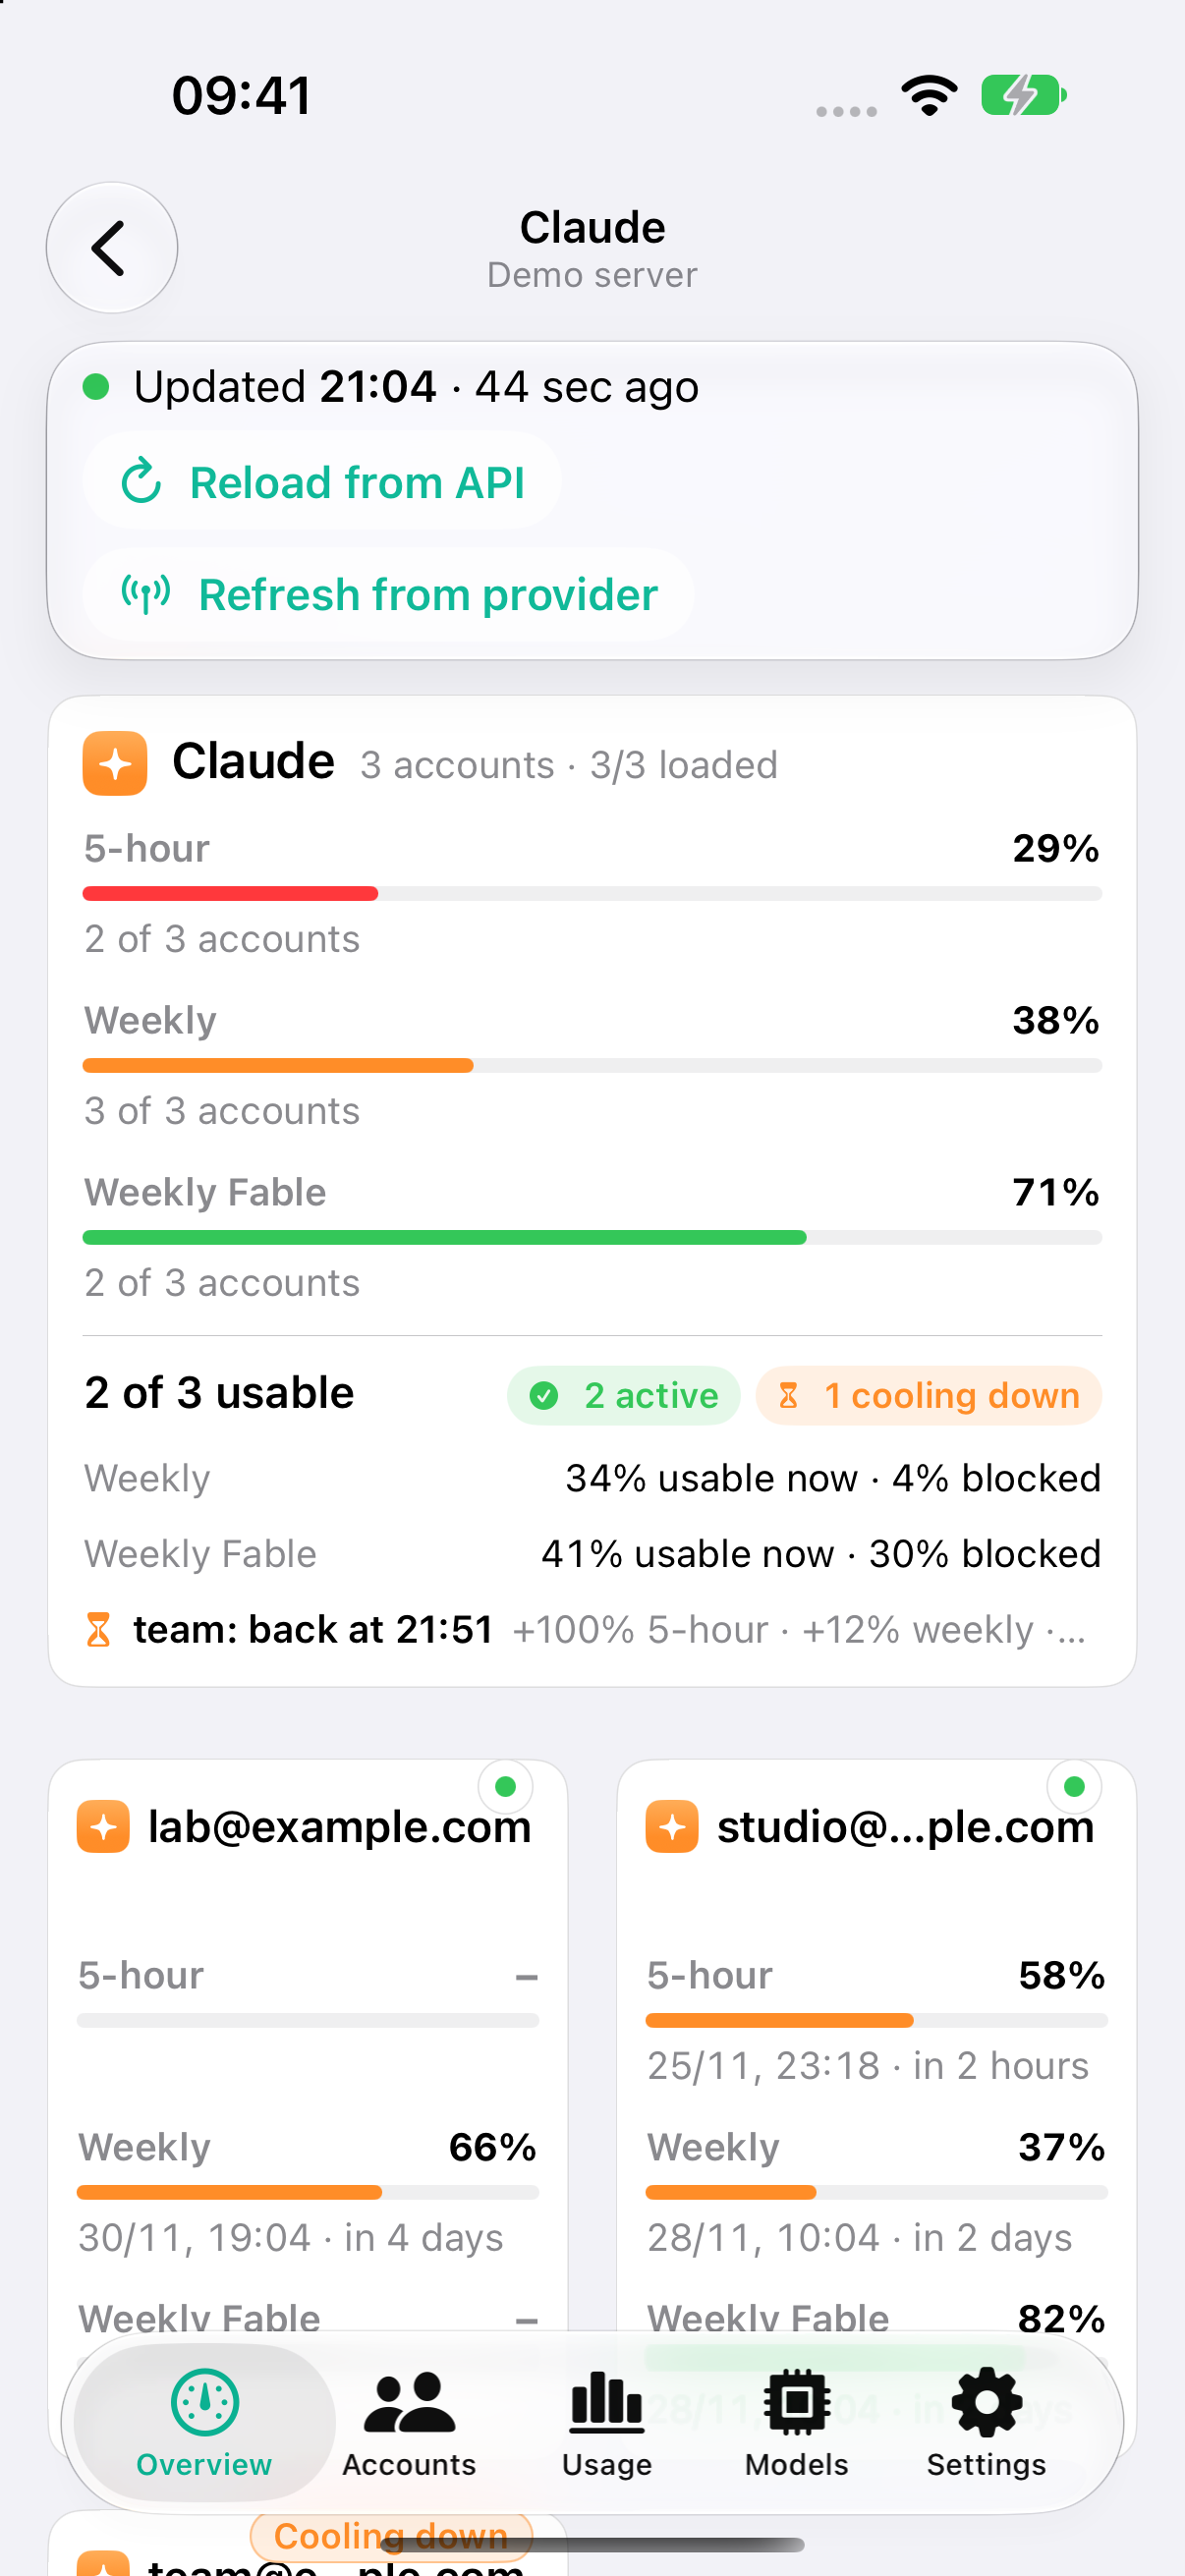 09:41
Claude
Demo server
Updated 21:04 · 44 sec ago
Reload from API
Refresh from provider
Claude 3 accounts · 3/3 loaded
5-hour 29%
2 of 3 accounts
Weekly 38%
3 of 3 accounts
Weekly Fable 71%
2 of 3 accounts
2 of 3 usable 2 active 1 cooling down
Weekly 34% usable now · 4% blocked
Weekly Fable 41% usable now · 30% blocked
team: back at 21:51 +100% 5-hour · +12% weekly ·...
lab@example.com
5-hour –
Weekly 66%
30/11, 19:04 · in 4 days
Weekly Fable –
studio@...ple.com
5-hour 58%
25/11, 23:18 · in 2 hours
Weekly 37%
28/11, 10:04 · in 2 days
Weekly Fable 82%
Overview Accounts Usage Models Settings
Cooling down
team@e...ple.com